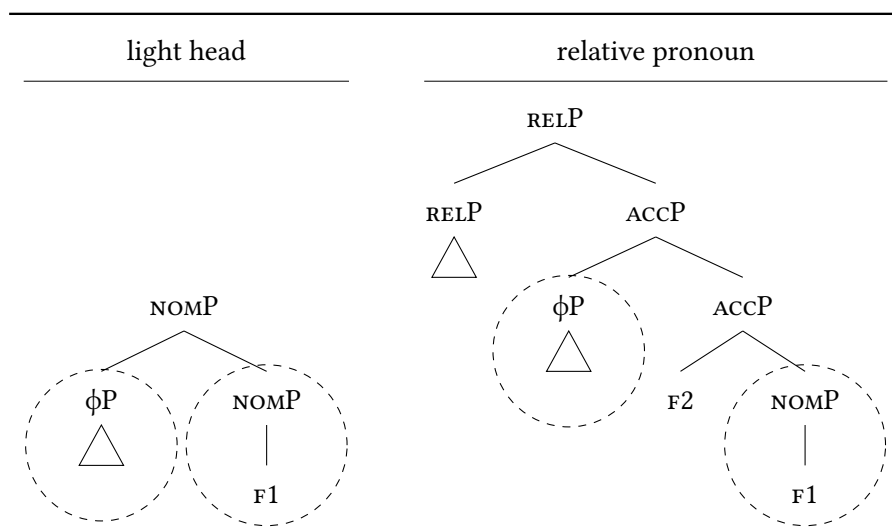 light head relative pronoun
RELP
RELP ACCP
NOMP ϕP ACCP
ϕP NOMP F2 NOMP
F1 F1